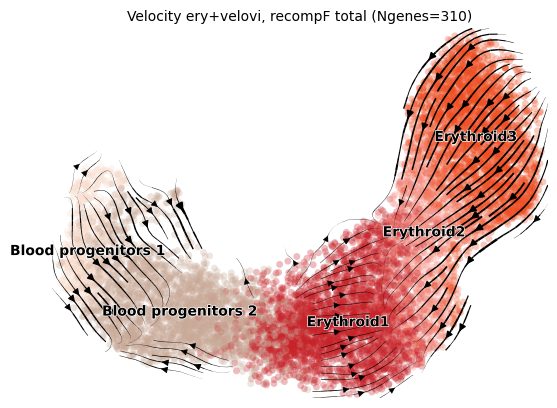 Velocity ery+velovi, recompF total (Ngenes=310)
Erythroid3
Erythroid2
Blood progenitors 1
Blood progenitors 2
Erythroid1